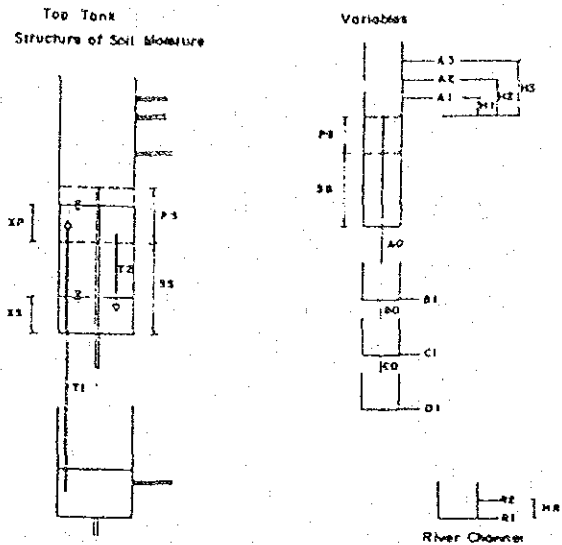 Top Tank
Structure of Soil Moisture
XP
XS
PS
SS
T2
T1
Variables
A3
A2
A1
H1
H2
H3
PS
SS
A0
B1
B0
C1
C0
D1
R2
R1
HR
River Channel